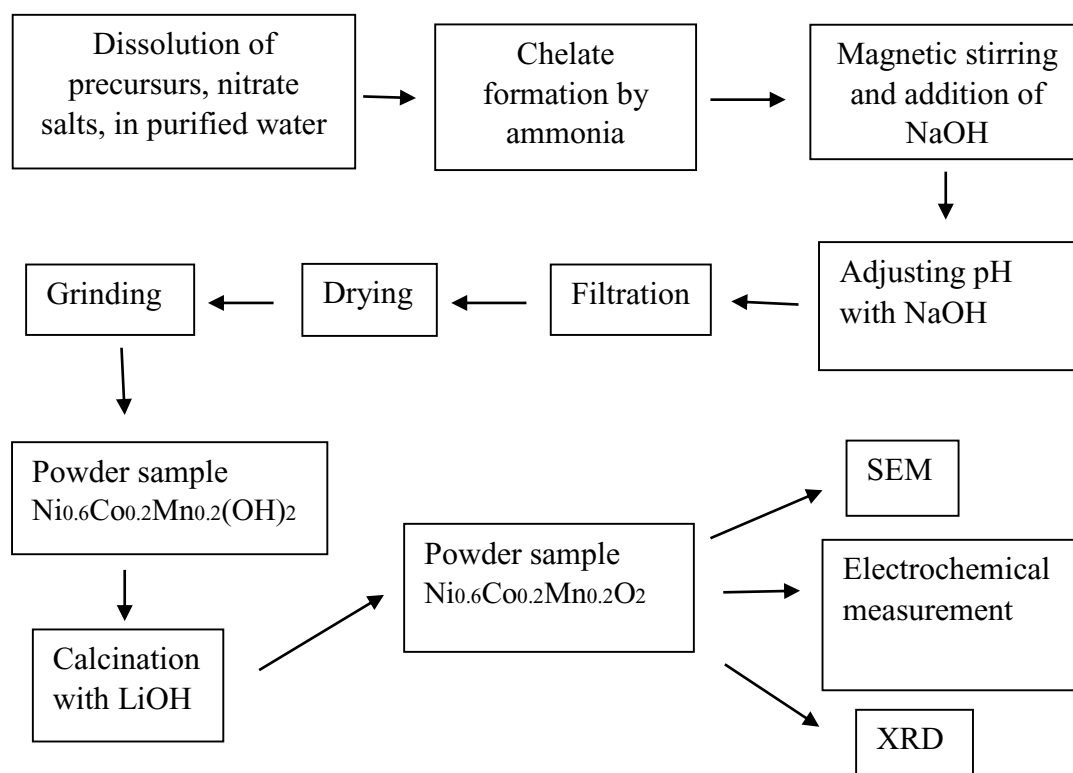 Dissolution of
precursurs, nitrate
salts, in purified water
Chelate
formation by
ammonia
Magnetic stirring
and addition of
NaOH
Adjusting pH
with NaOH
Filtration
Drying
Grinding
Powder sample
Ni0.6Co0.2Mn0.2(OH)2
Calcination
with LiOH
Powder sample
Ni0.6Co0.2Mn0.2O2
SEM
Electrochemical
measurement
XRD